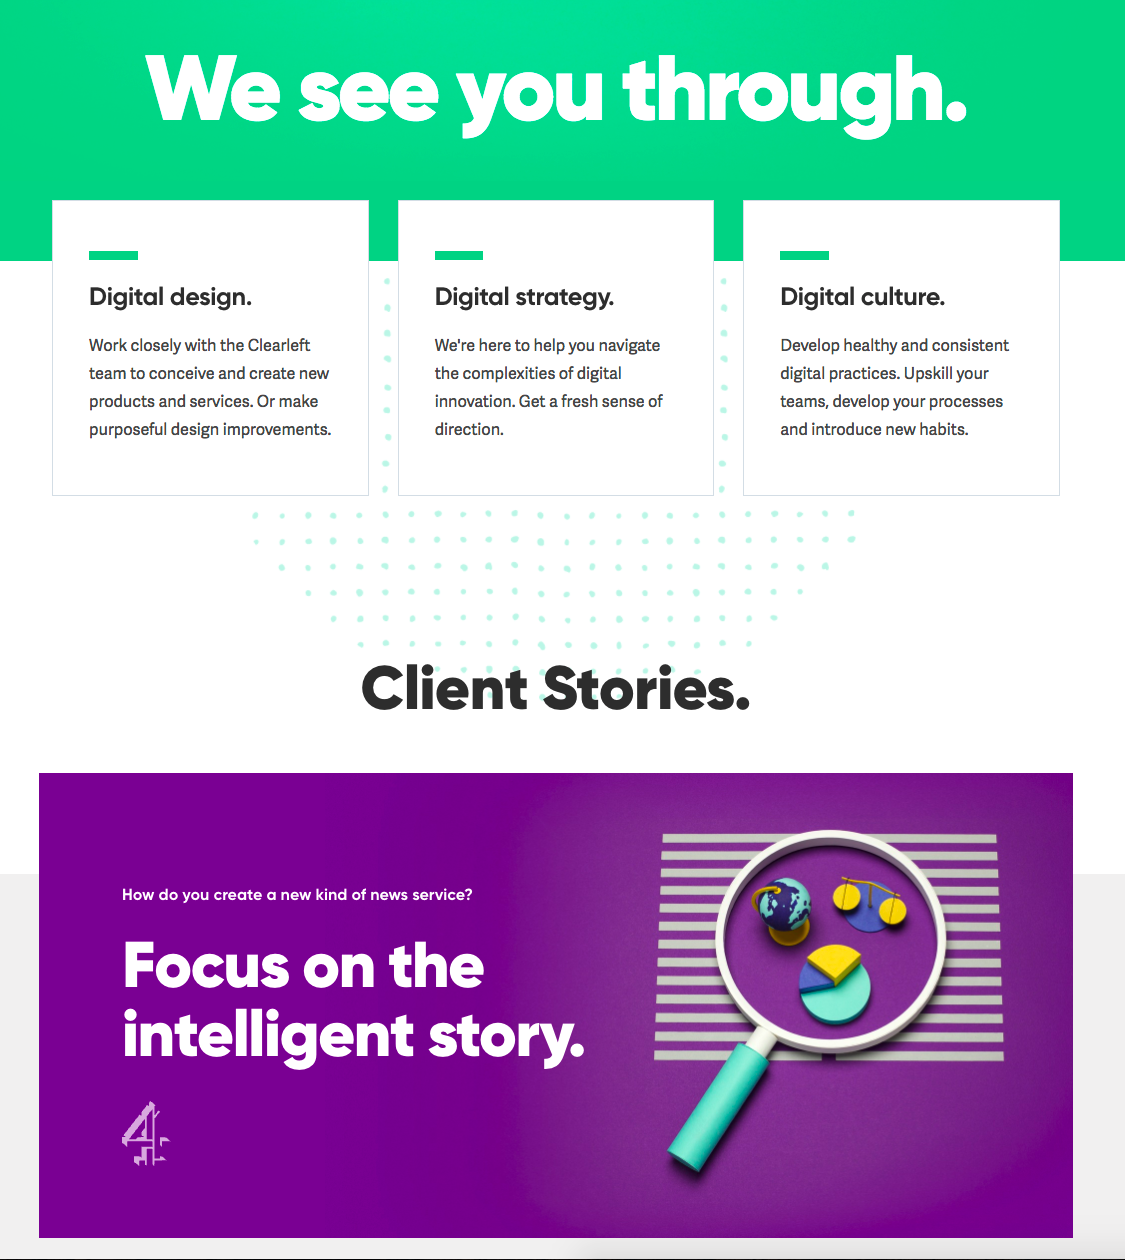 We see you through.
Digital design.
Work closely with the Clearleft
team to conceive and create new
products and services. Or make
purposeful design improvements.
Digital strategy.
We're here to help you navigate
the complexities of digital
innovation. Get a fresh sense of
direction.
Digital culture.
Develop healthy and consistent
digital practices. Upskill your
teams, develop your processes
and introduce new habits.
Client Stories.
How do you create a new kind of news service?
Focus on the
intelligent story.
4